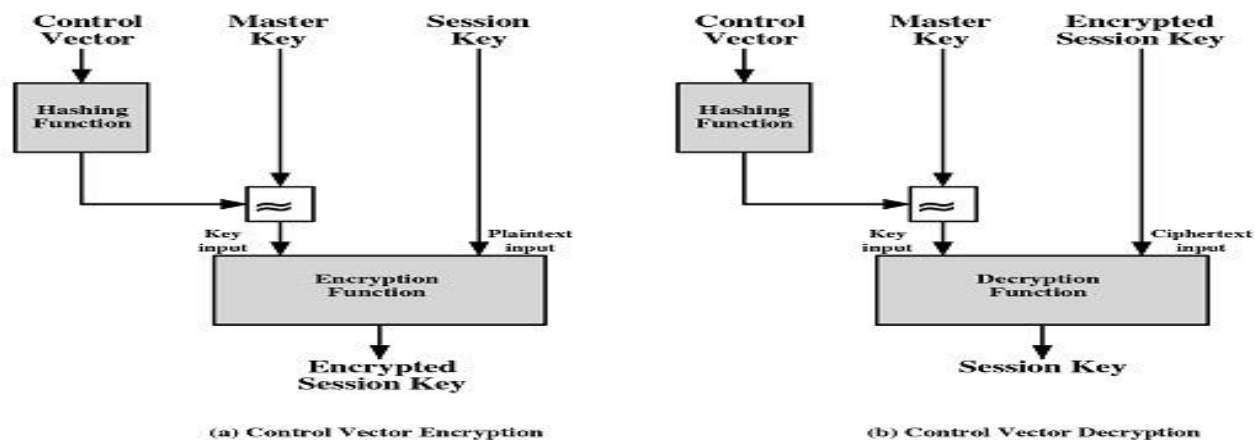 Control
Vector
Master
Key
Session
Key
Hashing
Function
≈
Key
input
Plaintext
input
Encryption
Function
Encrypted
Session Key
(a) Control Vector Encryption
Control
Vector
Master
Key
Encrypted
Session Key
Hashing
Function
≈
Key
input
Ciphertext
input
Decryption
Function
Session Key
(b) Control Vector Decryption